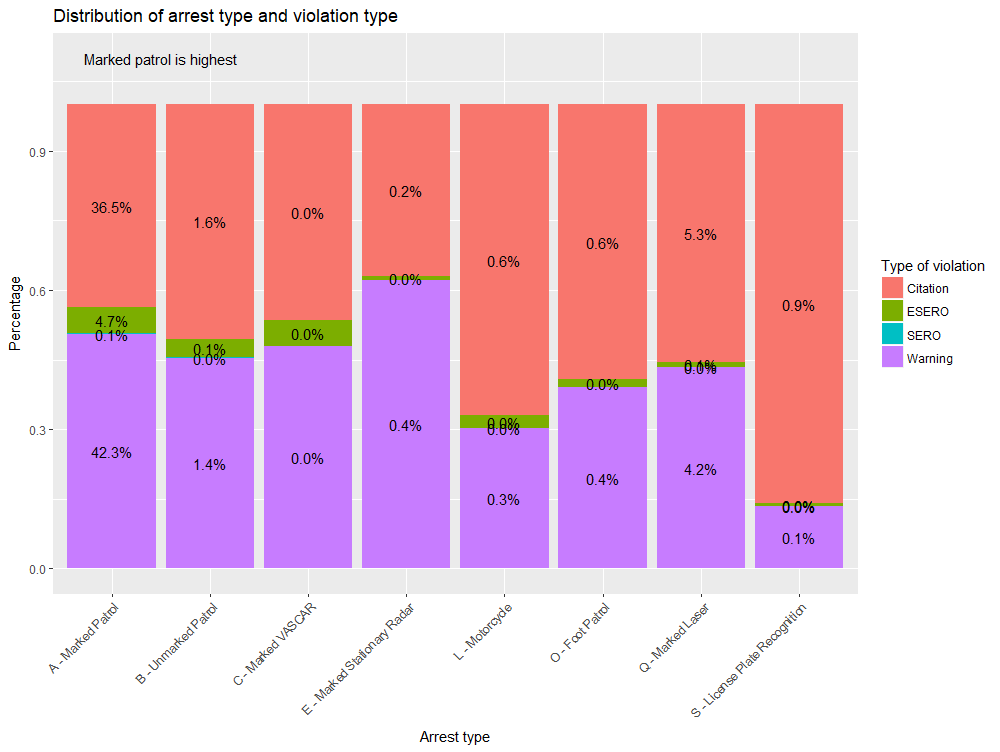 Distribution of arrest type and violation type
Marked patrol is highest
Percentage
0.9
0.6
0.3
0.0
36.5%
4.7%
0.1%
42.3%
1.6%
0.1%
0.0%
1.4%
0.0%
0.0%
0.0%
0.2%
0.0%
0.4%
0.6%
0.0%
0.0%
0.3%
0.6%
0.0%
0.4%
5.3%
0.1%
0.0%
4.2%
0.9%
0.0%
0.0%
0.1%
A - Marked Patrol
B - Unmarked Patrol
C - Marked VASCAR
E - Marked Stationary Radar
L - Motorcycle
O - Foot Patrol
Q - Marked Laser
S - License Plate Recognition
Arrest type
Type of violation
Citation
ESERO
SERO
Warning